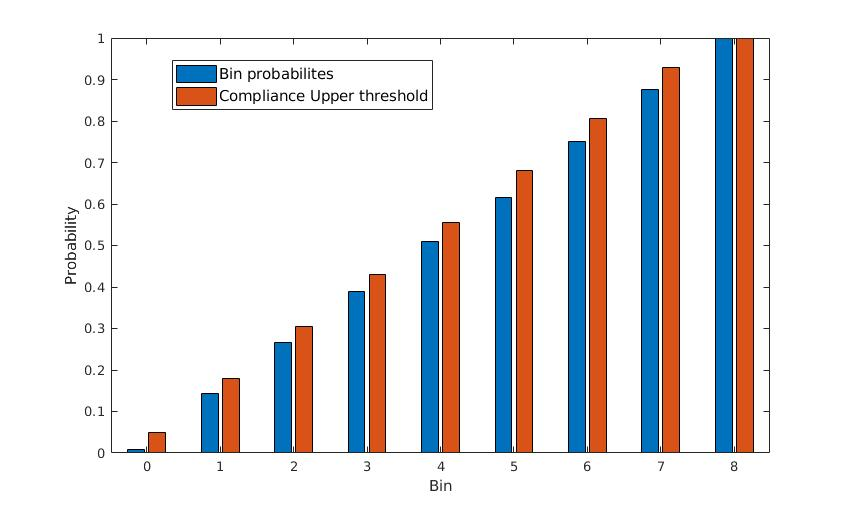 1
0.9
0.8
0.7
0.6
0.5
0.4
0.3
0.2
0.1
0
Probability
Bin probabilites
Compliance Upper threshold
0 1 2 3 4 5 6 7 8
Bin